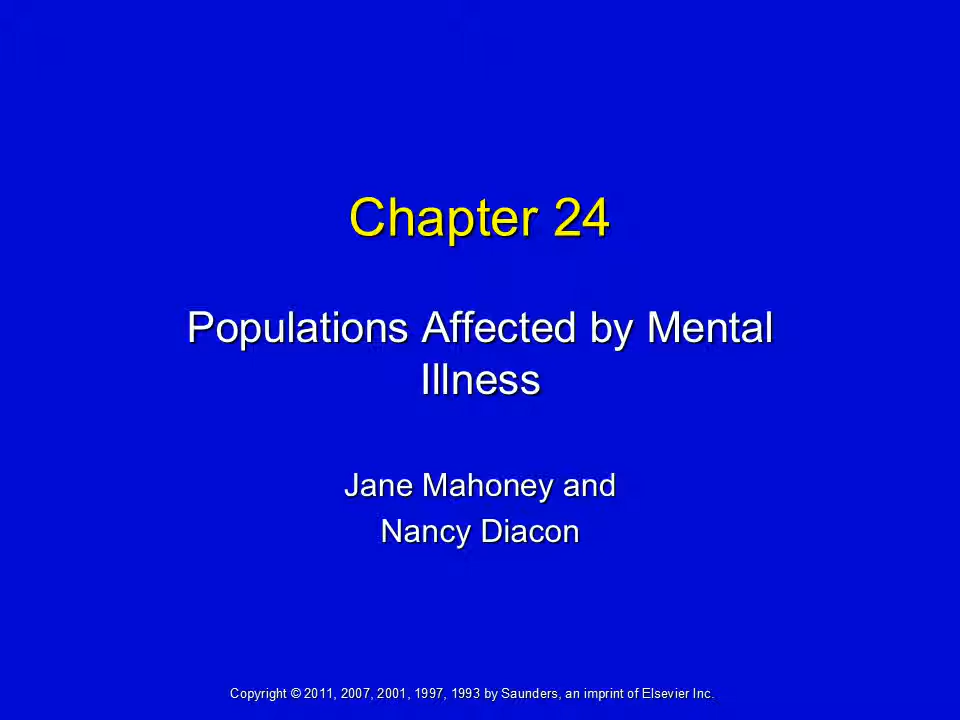 Chapter 24
Populations Affected by Mental
Illness
Jane Mahoney and
Nancy Diacon
Copyright © 2011, 2007, 2001, 1997, 1993 by Saunders, an imprint of Elsevier Inc.